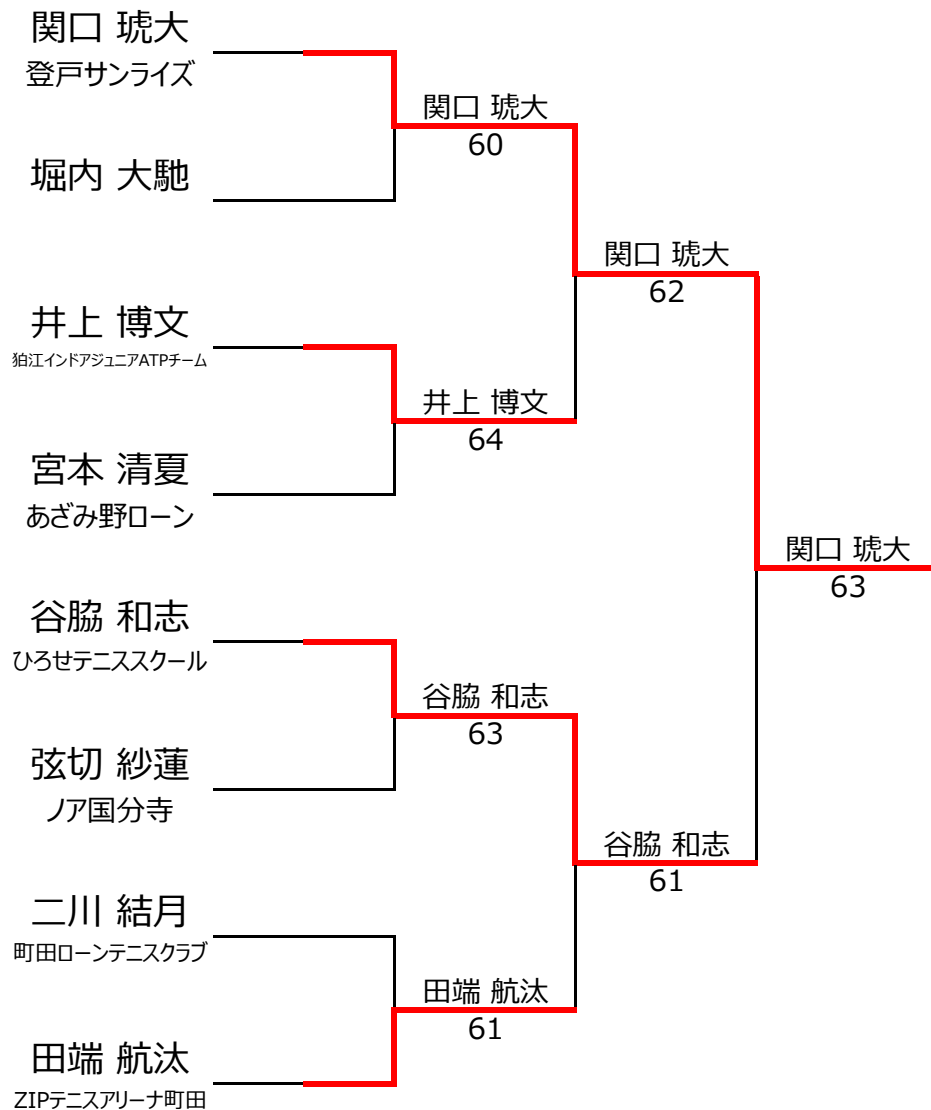 関口 琥大
登戸サンライズ
堀内 大馳
井上 博文
狛江インドアジュニアATPチーム
宮本 清夏
あざみ野ローン
谷脇 和志
ひろせテニススクール
弦切 紗蓮
ノア国分寺
二川 結月
町田ローンテニスクラブ
田端 航汰
ZIPテニスアリーナ町田
関口 琥大
60
井上 博文
64
谷脇 和志
63
田端 航汰
61
関口 琥大
62
谷脇 和志
61
関口 琥大
63